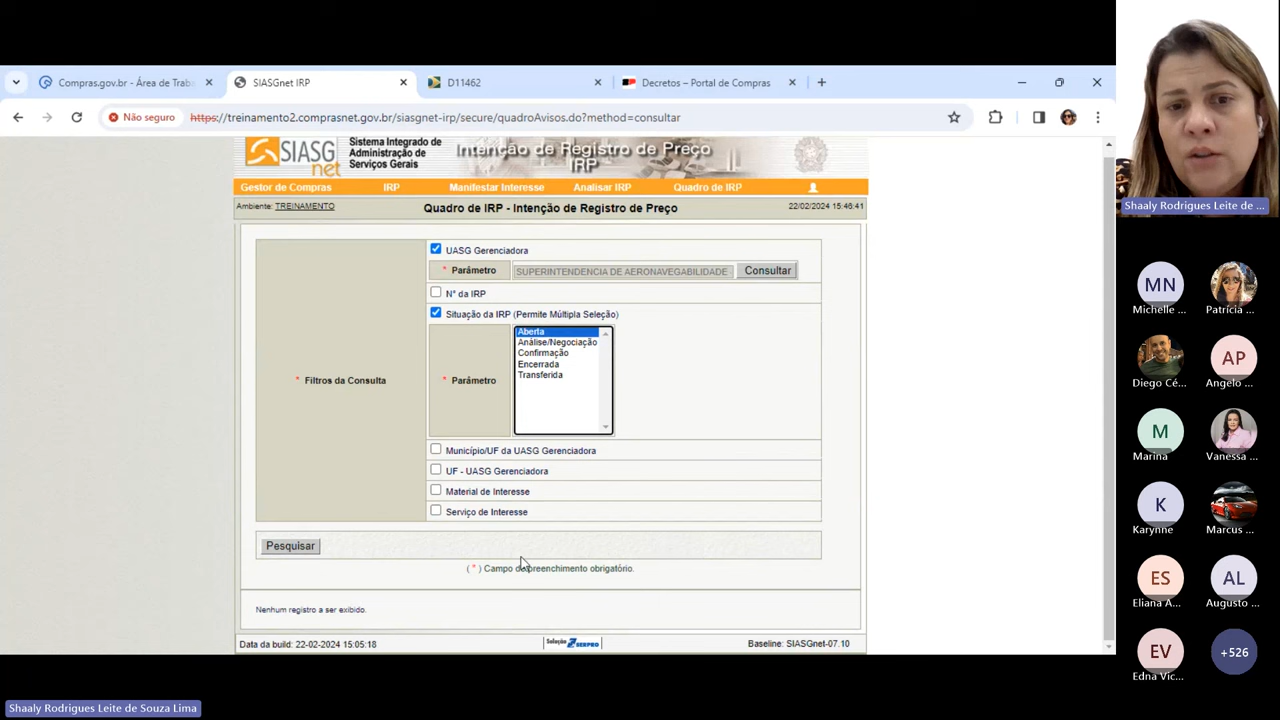 Compras.gov.br - Área de Trab
SIASGnet IRP
D11462
Decretos – Portal de Compras
Não seguro
https://treinamento2.comprasnet.gov.br/siasgnet-irp/secure/quadroAvisos.do?method=consultar
SIASG
net
Sistema Integrado de
Administração de
Serviços Gerais
Intenção de Registro de Preço
IRP
Gestor de Compras
IRP
Manifestar Interesse
Analisar IRP
Quadro de IRP
Ambiente: TREINAMENTO
Quadro de IRP - Intenção de Registro de Preço
22/02/2024 15:46:41
* Filtros da Consulta
UASG Gerenciadora
* Parâmetro
SUPERINTENDENCIA DE AERONAVEGABILIDADE -
Consultar
N° da IRP
Situação da IRP (Permite Múltipla Seleção)
* Parâmetro
Aberta
Análise/Negociação
Confirmação
Encerrada
Transferida
Município/UF da UASG Gerenciadora
UF - UASG Gerenciadora
Material de Interesse
Serviço de Interesse
Pesquisar
( * ) Campo de preenchimento obrigatório.
Nenhum registro a ser exibido.
Data da build: 22-02-2024 15:05:18
Solução SERPRO
Baseline: SIASGnet-07.10
Shaaly Rodrigues Leite de ...
MN
Michelle ...
Patrícia ...
Diego Cé...
AP
Angelo ...
M
Marina
Vanessa ...
K
Karynne
Marcus ...
ES
Eliana A...
AL
Augusto ...
EV
Edna Vic...
+526
Shaaly Rodrigues Leite de Souza Lima